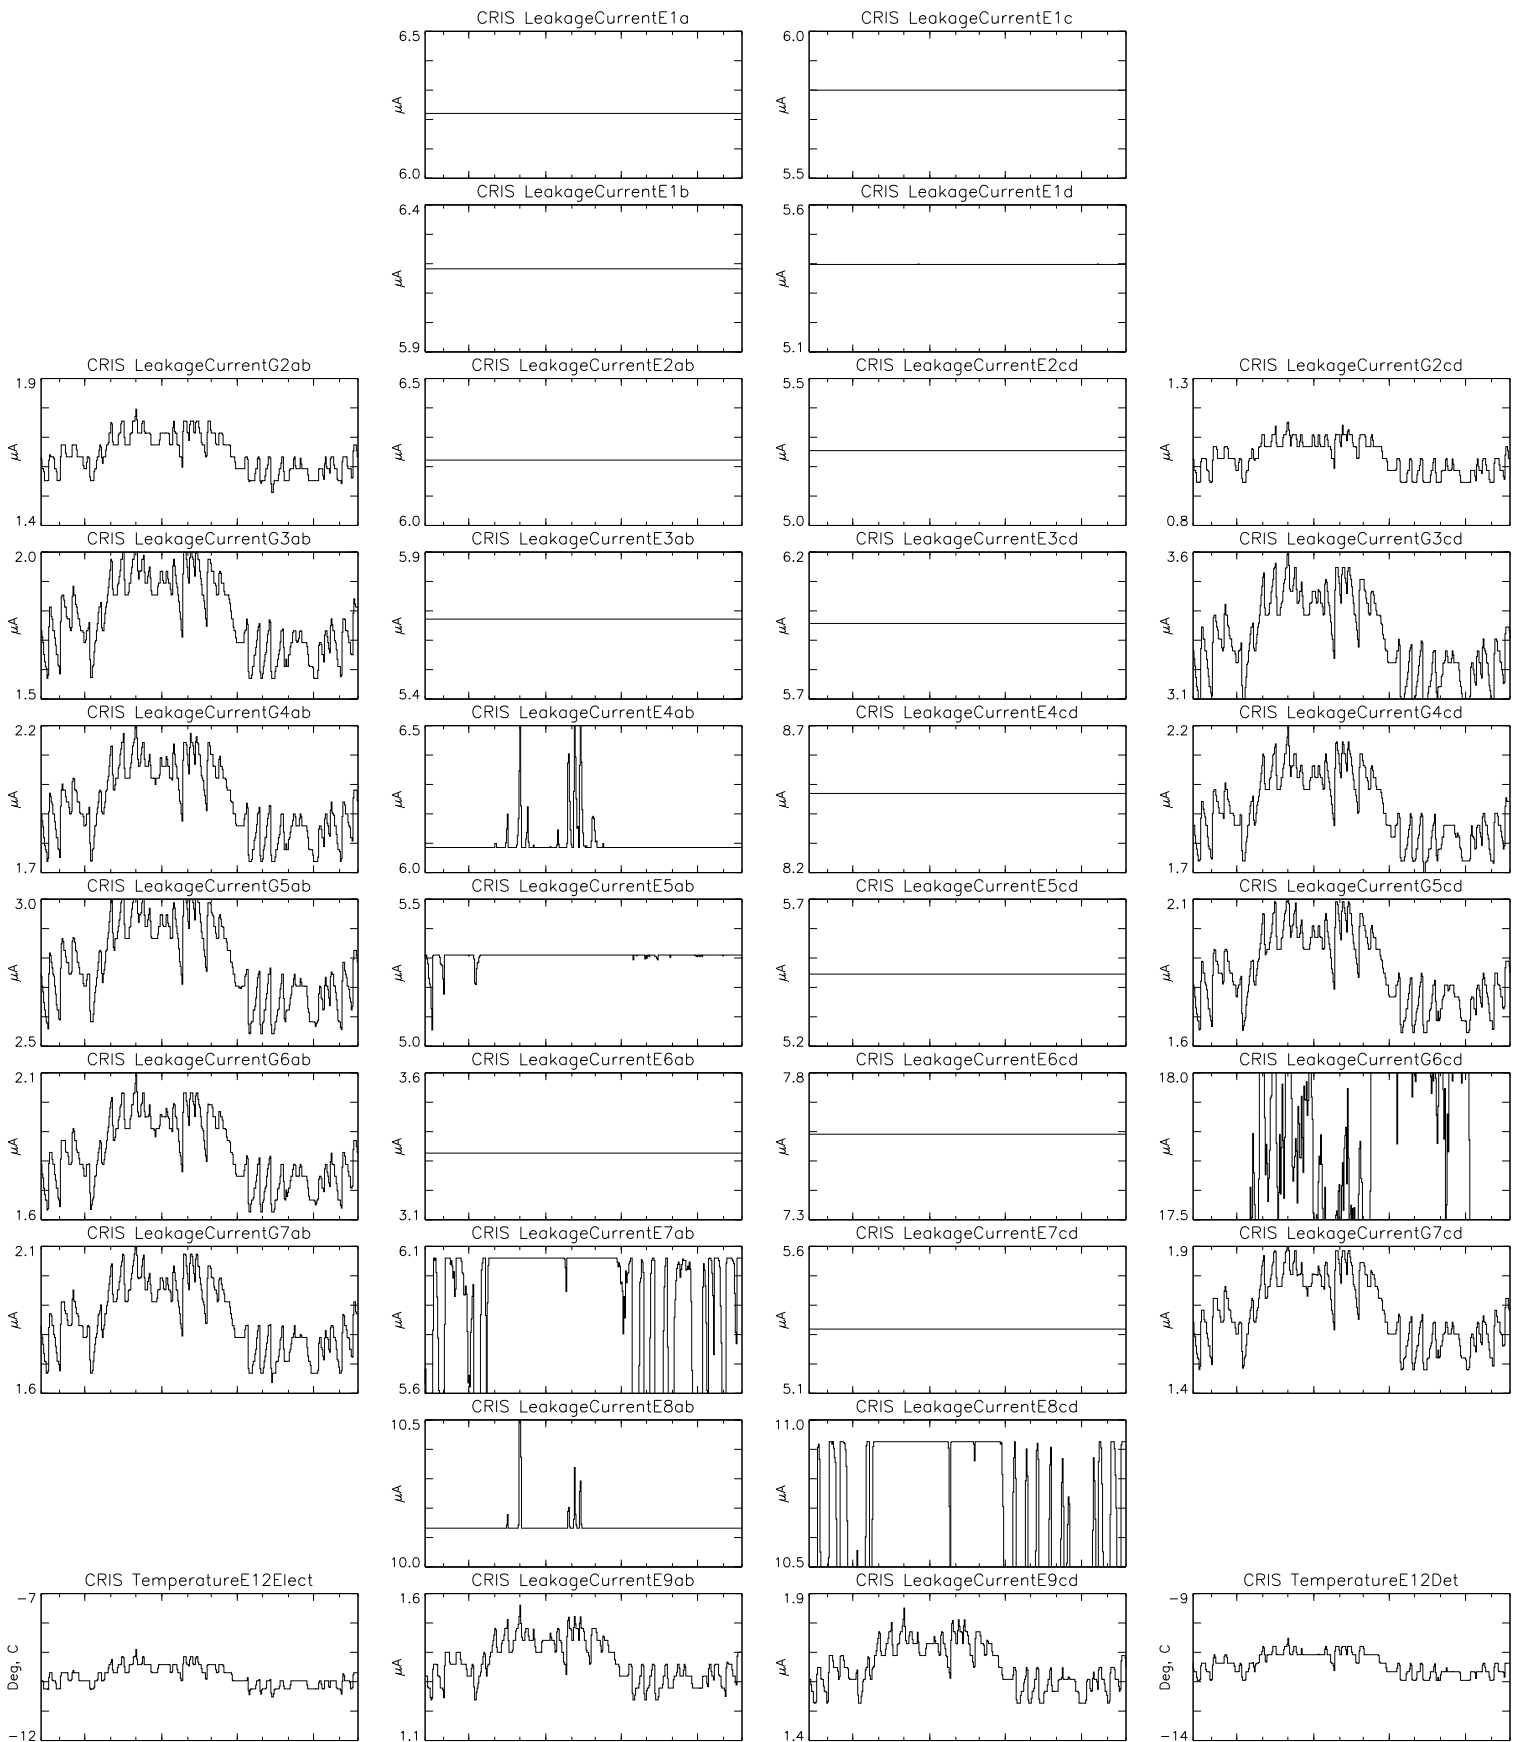 CRIS LeakageCurrentE1a
CRIS LeakageCurrentE1c
6.5
μA
6.0
6.0
μA
5.5
CRIS LeakageCurrentE1b
CRIS LeakageCurrentE1d
6.4
μA
5.9
5.6
μA
5.1
CRIS LeakageCurrentG2ab
CRIS LeakageCurrentE2ab
CRIS LeakageCurrentE2cd
CRIS LeakageCurrentG2cd
1.9
μA
1.4
6.5
μA
6.0
5.5
μA
5.0
1.3
μA
0.8
CRIS LeakageCurrentG3ab
CRIS LeakageCurrentE3ab
CRIS LeakageCurrentE3cd
CRIS LeakageCurrentG3cd
2.0
μA
1.5
5.9
μA
5.4
6.2
μA
5.7
3.6
μA
3.1
CRIS LeakageCurrentG4ab
CRIS LeakageCurrentE4ab
CRIS LeakageCurrentE4cd
CRIS LeakageCurrentG4cd
2.2
μA
1.7
6.5
μA
6.0
8.7
μA
8.2
2.2
μA
1.7
CRIS LeakageCurrentG5ab
CRIS LeakageCurrentE5ab
CRIS LeakageCurrentE5cd
CRIS LeakageCurrentG5cd
3.0
μA
2.5
5.5
μA
5.0
5.7
μA
5.2
2.1
μA
1.6
CRIS LeakageCurrentG6ab
CRIS LeakageCurrentE6ab
CRIS LeakageCurrentE6cd
CRIS LeakageCurrentG6cd
2.1
μA
1.6
3.6
μA
3.1
7.8
μA
7.3
18.0
μA
17.5
CRIS LeakageCurrentG7ab
CRIS LeakageCurrentE7ab
CRIS LeakageCurrentE7cd
CRIS LeakageCurrentG7cd
2.1
μA
1.6
6.1
μA
5.6
5.6
μA
5.1
1.9
μA
1.4
CRIS LeakageCurrentE8ab
CRIS LeakageCurrentE8cd
10.5
μA
10.0
11.0
μA
10.5
CRIS TemperatureE12Elect
CRIS LeakageCurrentE9ab
CRIS LeakageCurrentE9cd
CRIS TemperatureE12Det
-7
Deg, C
-12
1.6
μA
1.1
1.9
μA
1.4
-9
Deg, C
-14